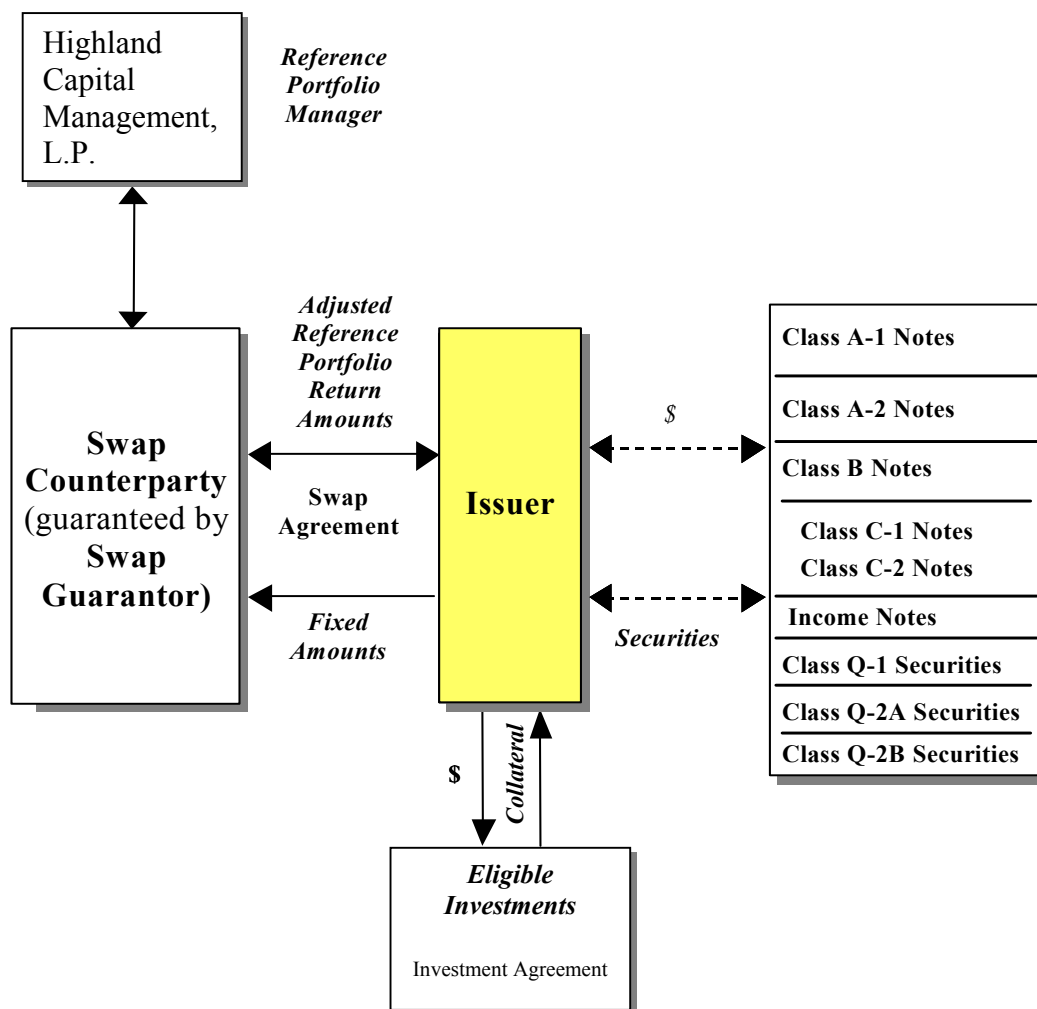 Highland
Capital
Management,
L.P.
Reference
Portfolio
Manager
Adjusted
Reference
Portfolio
Return
Amounts
Swap
Counterparty
(guaranteed by
Swap
Guarantor)
Swap
Agreement
Fixed
Amounts
Issuer
$
Securities
Class A-1 Notes
Class A-2 Notes
Class B Notes
Class C-1 Notes
Class C-2 Notes
Income Notes
Class Q-1 Securities
Class Q-2A Securities
Class Q-2B Securities
$
Collateral
Eligible
Investments
Investment Agreement